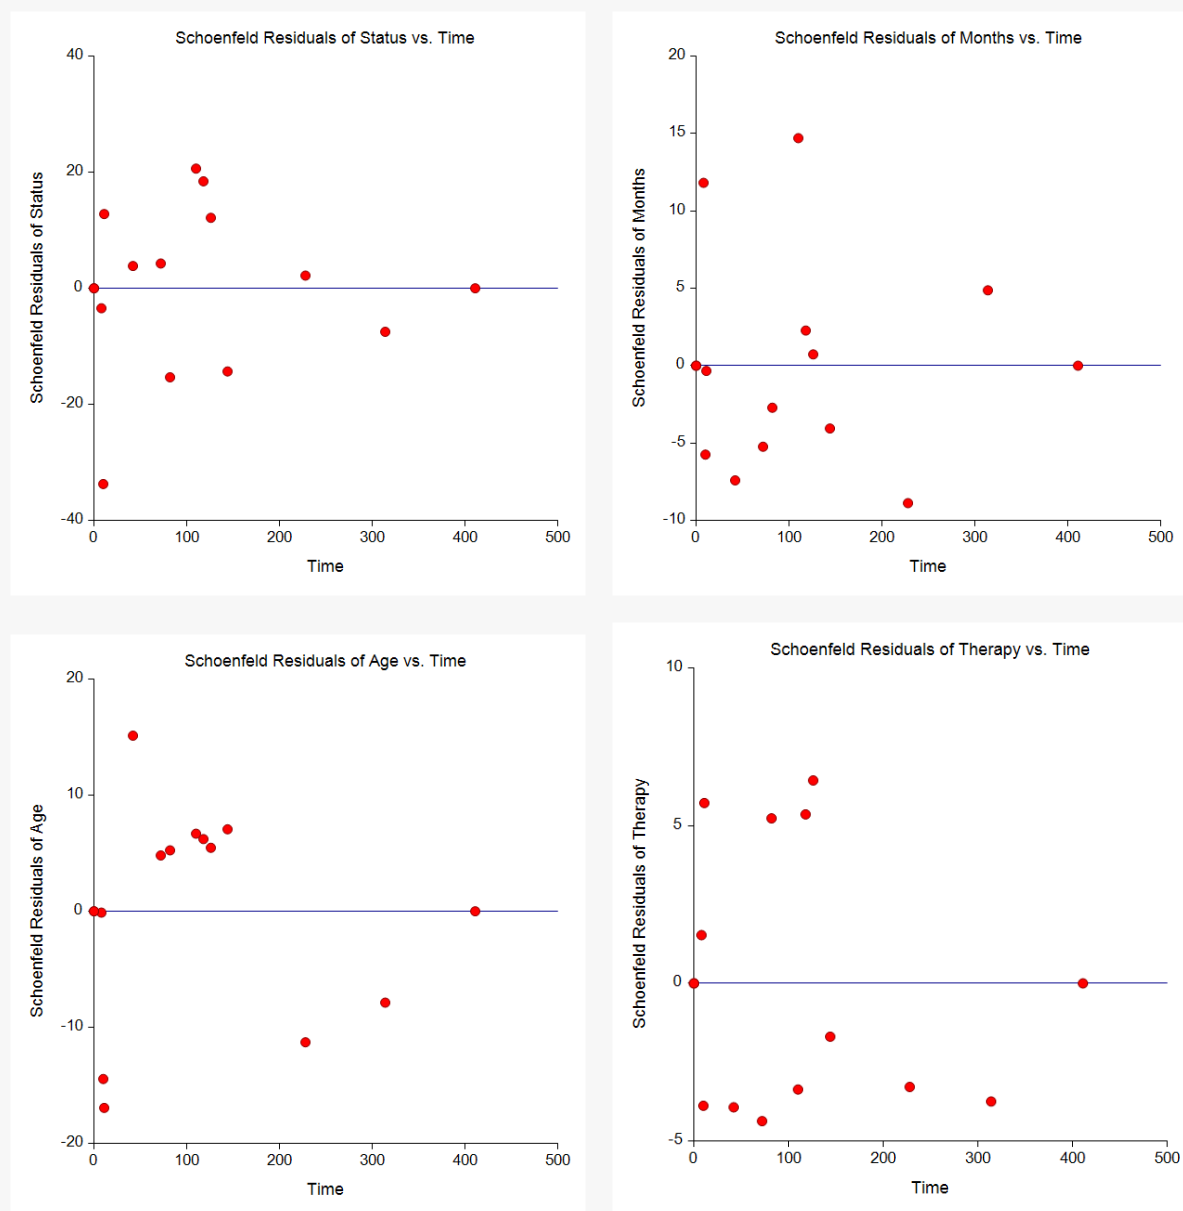 Schoenfeld Residuals of Status vs. Time
40
20
0
-20
-40
Schoenfeld Residuals of Status
0 100 200 300 400 500
Time
Schoenfeld Residuals of Months vs. Time
20
15
10
5
0
-5
-10
Schoenfeld Residuals of Months
0 100 200 300 400 500
Time
Schoenfeld Residuals of Age vs. Time
20
10
0
-10
-20
Schoenfeld Residuals of Age
0 100 200 300 400 500
Time
Schoenfeld Residuals of Therapy vs. Time
10
5
0
-5
Schoenfeld Residuals of Therapy
0 100 200 300 400 500
Time